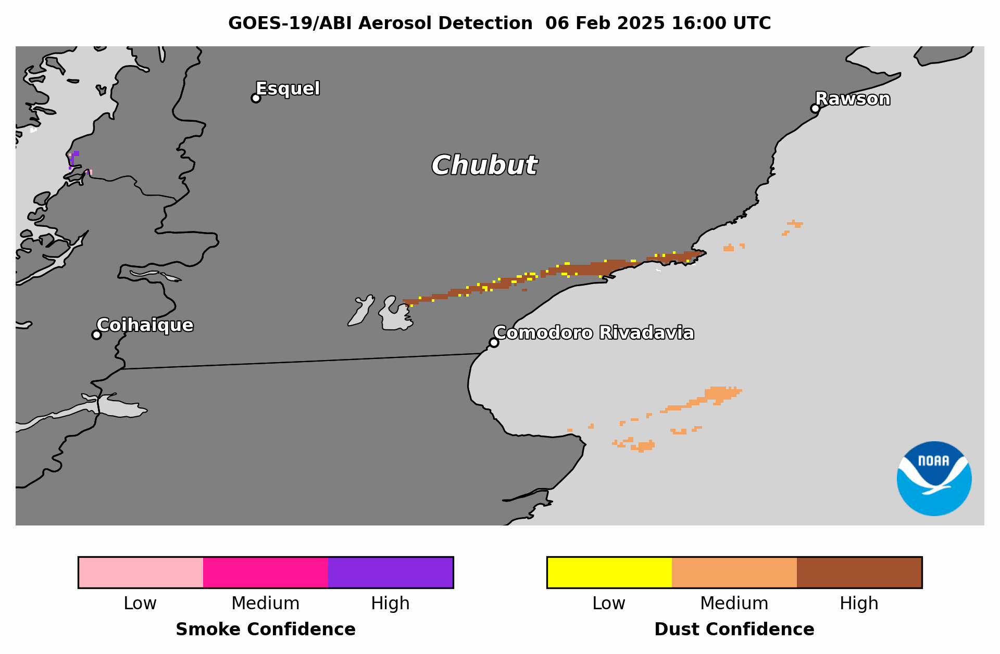 GOES-19/ABI Aerosol Detection  06 Feb 2025 16:00 UTC
Esquel
Rawson
Chubut
Coihaique
Comodoro Rivadavia
NOAA
Low Medium High
Smoke Confidence
Low Medium High
Dust Confidence